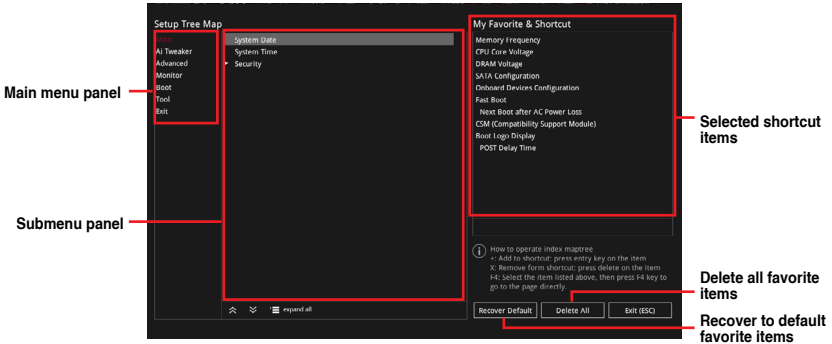 Setup Tree Map
Main
Ai Tweaker
Advanced
Monitor
Boot
Tool
Exit
System Date
System Time
Security
expand all
My Favorite & Shortcut
Memory Frequency
CPU Core Voltage
DRAM Voltage
SATA Configuration
Onboard Devices Configuration
Fast Boot
Next Boot after AC Power Loss
CSM (Compatibility Support Module)
Boot Logo Display
POST Delay Time
How to operate index maptree
+: Add to shortcut: press entry key on the item
X: Remove form shortcut: press delete on the item
F4: Select the item listed above, then press F4 key to
go to the page directly.
Recover Default
Delete All
Exit (ESC)
Main menu panel
Submenu panel
Selected shortcut
items
Delete all favorite
items
Recover to default
favorite items